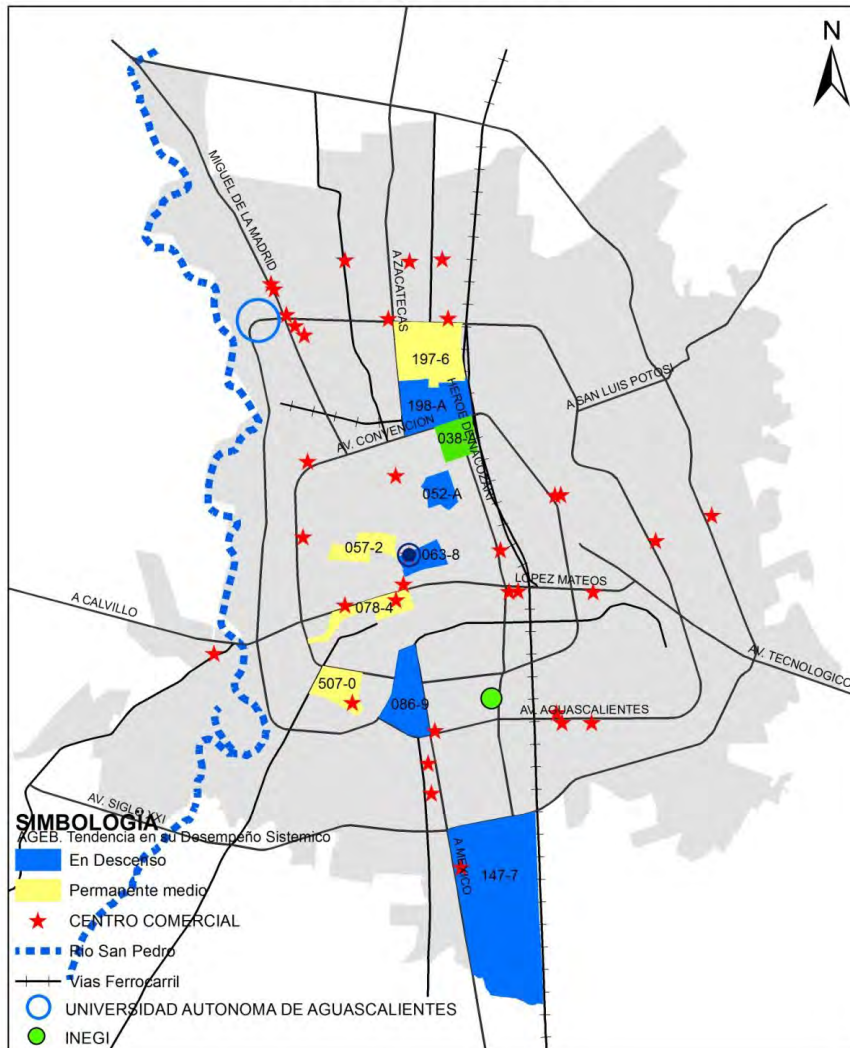 N
MIGUEL DE LA MADRID
A ZACATECAS
197-6
A SAN LUIS POTOSI
198-A
HEROE DE NACOZARI
AV. CONVENCION
038-A
052-A
057-2
063-8
LOPEZ MATEOS
A CALVILLO
078-4
AV. TECNOLOGICO
507-0
086-9
AV. AGUASCALIENTES
AV. SIGLO XXI
A MEXICO
147-7
SIMBOLOGIA
AGEB. Tendencia en su Desempeño Sistemico
En Descenso
Permanente medio
CENTRO COMERCIAL
Rio San Pedro
Vias Ferrocarril
UNIVERSIDAD AUTONOMA DE AGUASCALIENTES
INEGI